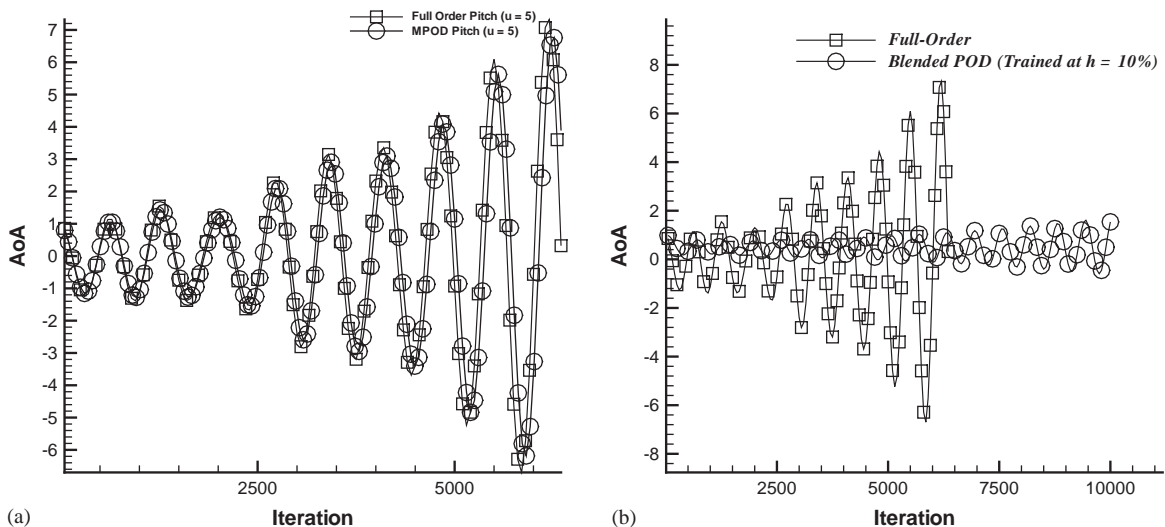 Full Order Pitch (u = 5)
MPOD Pitch (u = 5)
7
6
5
4
3
2
1
0
-1
-2
-3
-4
-5
-6
AoA
2500
5000
Iteration
(a)
Full-Order
Blended POD (Trained at h = 10%)
8
6
4
2
0
-2
-4
-6
-8
AoA
2500
5000
7500
10000
Iteration
(b)